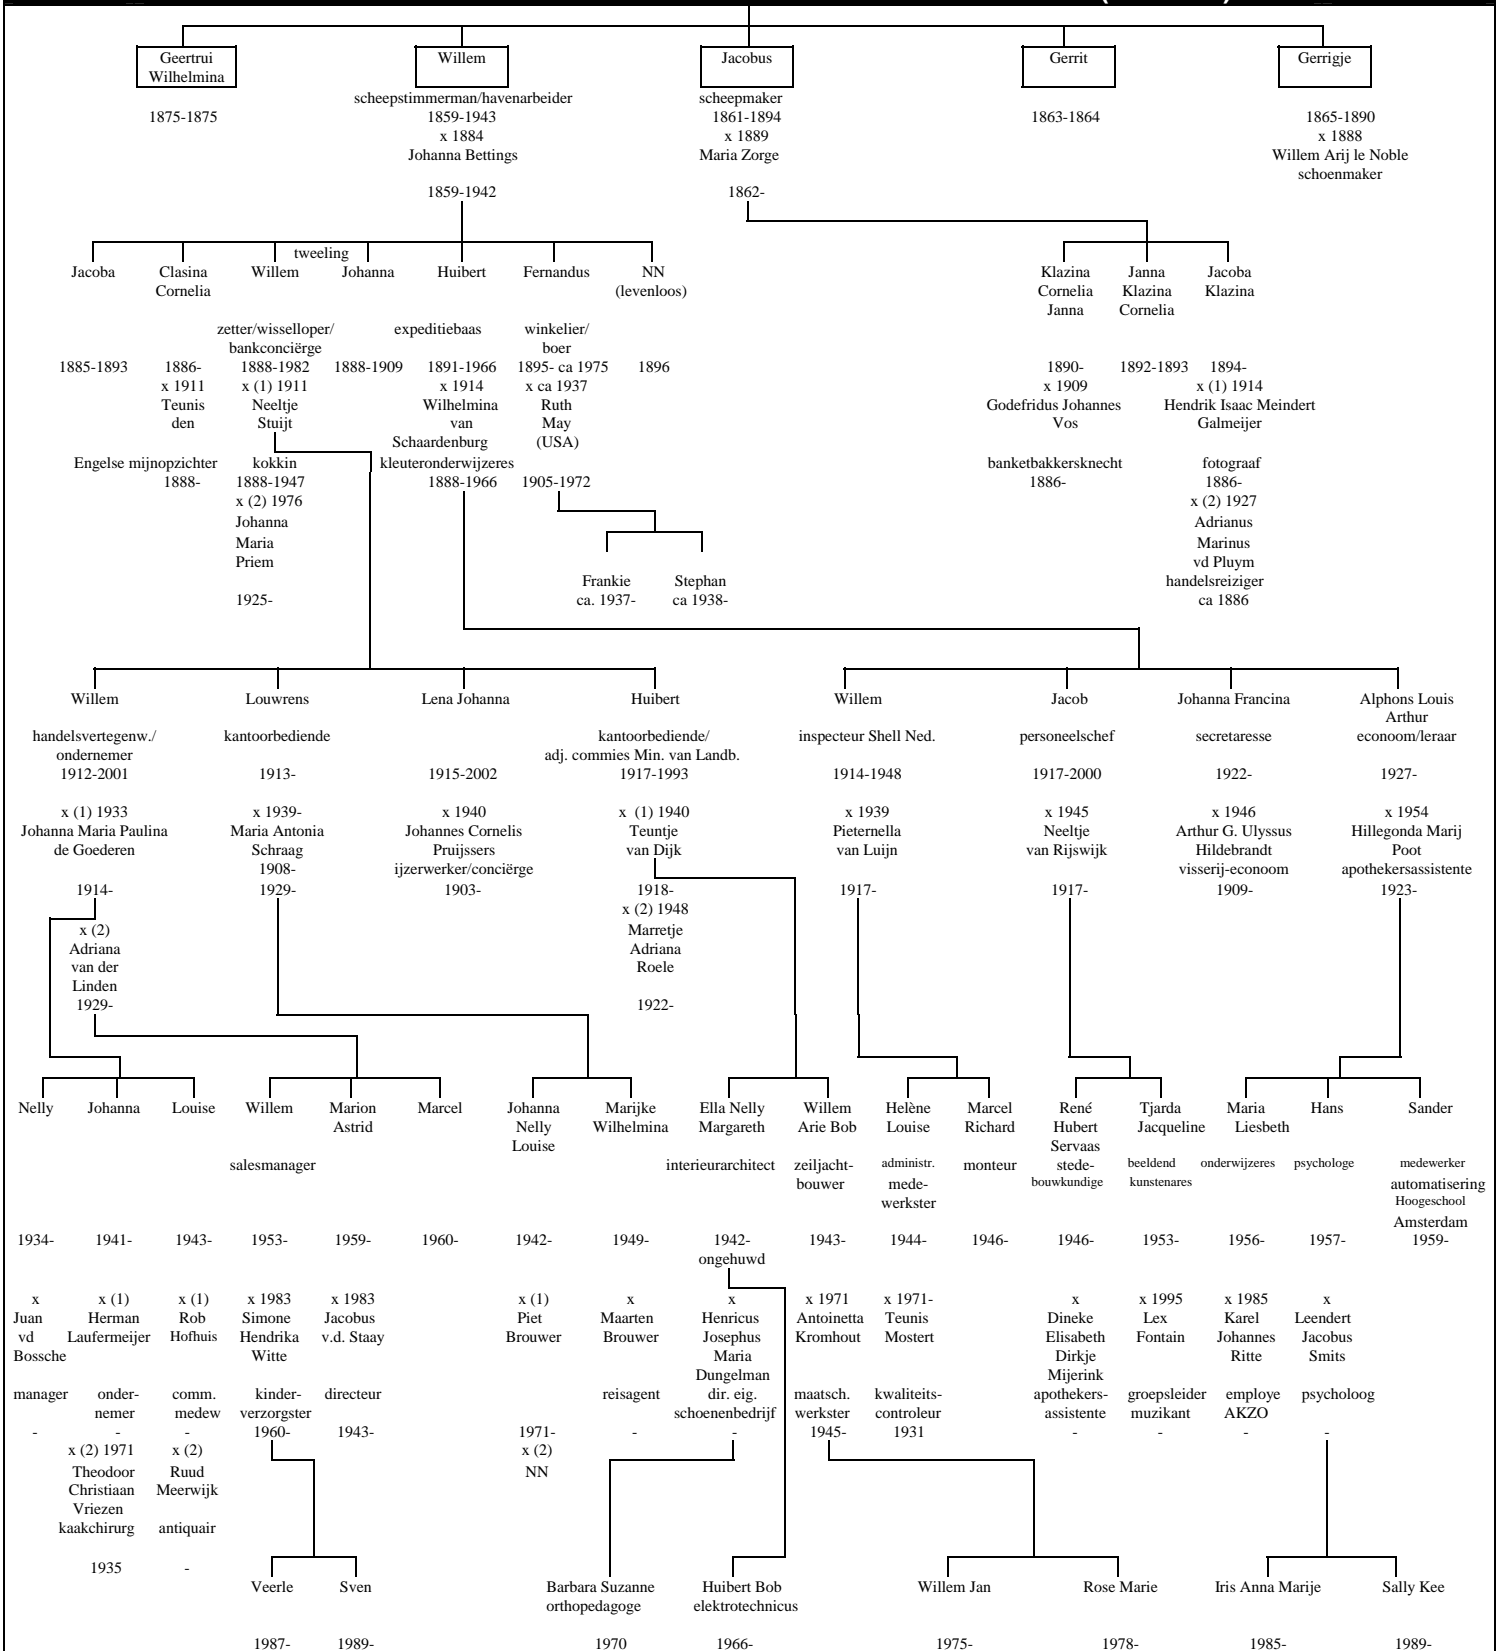 Geertrui
Wilhelmina
1875-1875
Willem
scheepstimmerman/havenarbeider
1859-1943
x 1884
Johanna Bettings
1859-1942
Jacobus
scheepmaker
1861-1894
x 1889
Maria Zorge
1862-
Gerrit
1863-1864
Gerrigje
1865-1890
x 1888
Willem Arij le Noble
schoenmaker
tweeling
Jacoba
1885-1893
Clasina
Cornelia
1886-
x 1911
Teunis
den
Engelse mijnopzichter
1888-
Willem
zetter/wisselloper/
bankconciërge
1888-1982
x (1) 1911
Neeltje
Stuijt
kokkin
1888-1947
x (2) 1976
Johanna
Maria
Priem
1925-
Johanna
1888-1909
Huibert
expeditiebaas
1891-1966
x 1914
Wilhelmina
van
Schaardenburg
kleuteronderwijzeres
1888-1966
Fernandus
winkelier/
boer
1895- ca 1975
x ca 1937
Ruth
May
(USA)
1905-1972
NN
(levenloos)
1896
Klazina
Cornelia
Janna
1890-
x 1909
Godefridus Johannes
Vos
banketbakkersknecht
1886-
Janna
Klazina
Cornelia
1892-1893
Jacoba
Klazina
1894-
x (1) 1914
Hendrik Isaac Meindert
Galmeijer
fotograaf
1886-
x (2) 1927
Adrianus
Marinus
vd Pluym
handelsreiziger
ca 1886
Frankie
ca. 1937-
Stephan
ca 1938-
Willem
handelsvertegenw./
ondernemer
1912-2001
x (1) 1933
Johanna Maria Paulina
de Goederen
1914-
x (2)
Adriana
van der
Linden
1929-
Louwrens
kantoorbediende
1913-
x 1939-
Maria Antonia
Schraag
1908-
1929-
Lena Johanna
1915-2002
x 1940
Johannes Cornelis
Pruijssers
ijzerwerker/conciërge
1903-
Huibert
kantoorbediende/
adj. commies Min. van Landb.
1917-1993
x (1) 1940
Teuntje
van Dijk
1918-
x (2) 1948
Marretje
Adriana
Roele
1922-
Willem
inspecteur Shell Ned.
1914-1948
x 1939
Pieternella
van Luijn
1917-
Jacob
personeelschef
1917-2000
x 1945
Neeltje
van Rijswijk
1917-
Johanna Francina
secretaresse
1922-
x 1946
Arthur G. Ulyssus
Hildebrandt
visserij-econoom
1909-
Alphons Louis
Arthur
econoom/leraar
1927-
x 1954
Hillegonda Marij
Poot
apothekersassistente
1923-
Nelly
1934-
x
Juan
vd
Bossche
manager
-
Johanna
1941-
x (1)
Herman
Laufermeijer
onder-
nemer
-
x (2) 1971
Theodoor
Christiaan
Vriezen
kaakchirurg
1935
Louise
1943-
x (1)
Rob
Hofhuis
comm.
medew
-
x (2)
Ruud
Meerwijk
antiquair
-
Willem
salesmanager
1953-
x 1983
Simone
Hendrika
Witte
kinder-
verzorgster
1960-
Marion
Astrid
1959-
x 1983
Jacobus
v.d. Staay
directeur
1943-
Marcel
1960-
Johanna
Nelly
Louise
1942-
x (1)
Piet
Brouwer
1971-
x (2)
NN
Marijke
Wilhelmina
1949-
x
Maarten
Brouwer
reisagent
-
Ella Nelly
Margareth
interieurarchitect
1942-
ongehuwd
x
Henricus
Josephus
Maria
Dungelman
dir. eig.
schoenenbedrijf
-
Willem
Arie Bob
zeiljacht-
bouwer
1943-
x 1971
Antoinetta
Kromhout
maatsch.
werkster
1945-
Helène
Louise
administr.
mede-
werkster
1944-
x 1971-
Teunis
Mostert
kwaliteits-
controleur
1931
Marcel
Richard
monteur
1946-
René
Hubert
Servaas
stede-
bouwkundige
1946-
x
Dineke
Elisabeth
Dirkje
Mijerink
apothekers-
assistente
-
Tjarda
Jacqueline
beeldend
kunstenares
1953-
x 1995
Lex
Fontain
groepsleider
muzikant
-
Maria
Liesbeth
onderwijzeres
1956-
x 1985
Karel
Johannes
Ritte
employe
AKZO
-
Hans
psychologe
1957-
x
Leendert
Jacobus
Smits
psycholoog
-
Sander
medewerker
automatisering
Hoogeschool
Amsterdam
1959-
Veerle
1987-
Sven
1989-
Barbara Suzanne
orthopedagoge
1970
Huibert Bob
elektrotechnicus
1966-
Willem Jan
1975-
Rose Marie
1978-
Iris Anna Marije
1985-
Sally Kee
1989-